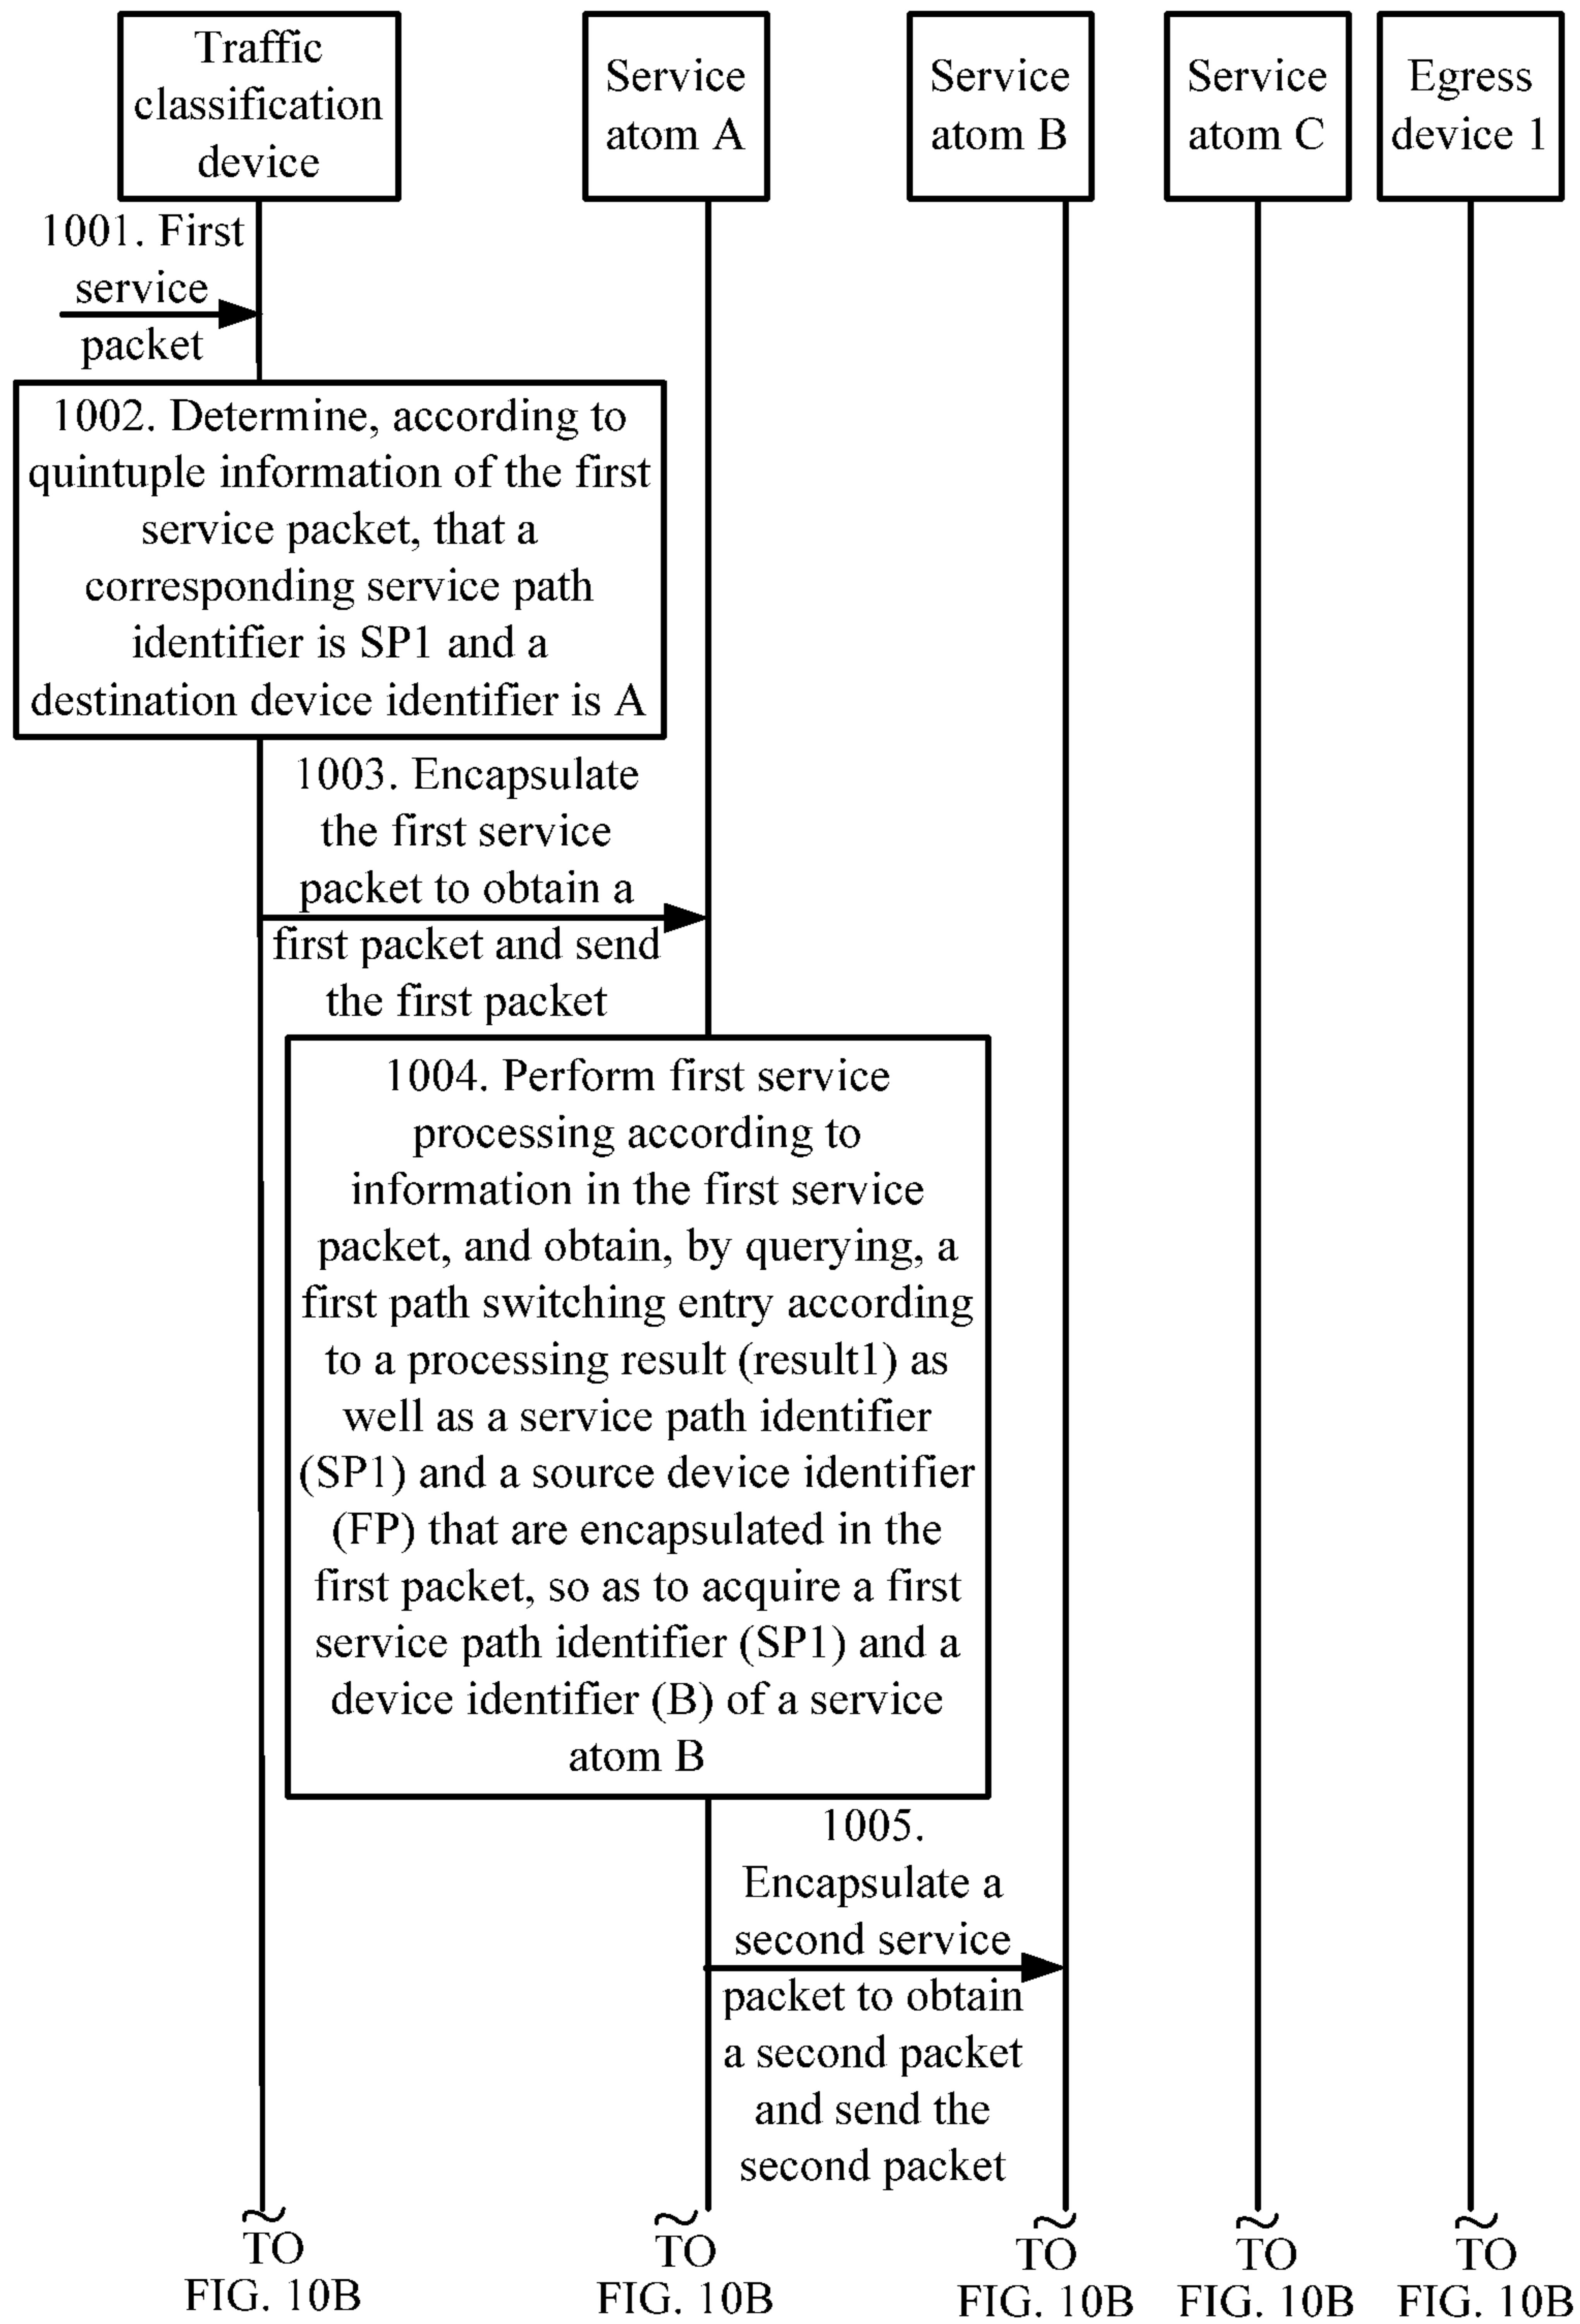 Traffic
classification
device
Service
atom A
Service
atom B
Service
atom C
Egress
device 1
1001. First
service
packet
1002. Determine, according to
quintuple information of the first
service packet, that a
corresponding service path
identifier is SP1 and a
destination device identifier is A
1003. Encapsulate
the first service
packet to obtain a
first packet and send
the first packet
1004. Perform first service
processing according to
information in the first service
packet, and obtain, by querying, a
first path switching entry according
to a processing result (result1) as
well as a service path identifier
(SP1) and a source device identifier
(FP) that are encapsulated in the
first packet, so as to acquire a first
service path identifier (SP1) and a
device identifier (B) of a service
atom B
1005.
Encapsulate a
second service
packet to obtain
a second packet
and send the
second packet
TO
FIG. 10B
TO
FIG. 10B
TO
FIG. 10B
TO
FIG. 10B
TO
FIG. 10B